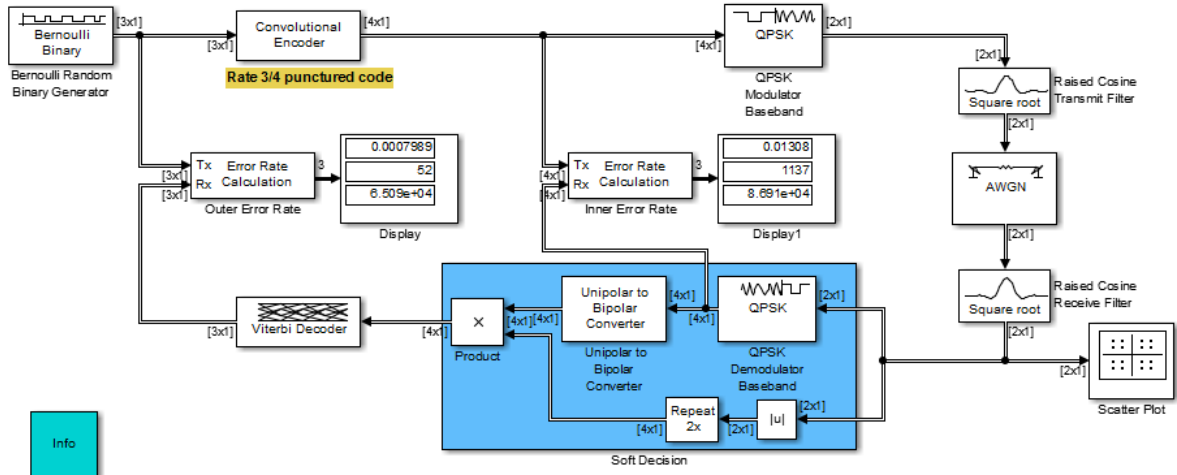 Bernoulli
Binary
Bernoulli Random
Binary Generator
[3x1]
[3x1]
Convolutional
Encoder
[4x1]
Rate 3/4 punctured code
[4x1]
QPSK
[2x1]
QPSK
Modulator
Baseband
[2x1]
Square root
Raised Cosine
Transmit Filter
[2x1]
Tx
Rx
Error Rate
Calculation
3
[3x1]
[3x1]
Outer Error Rate
0.0007989
52
6.509e+04
Display
Tx
Rx
Error Rate
Calculation
3
[4x1]
[4x1]
Inner Error Rate
0.01308
1137
8.691e+04
Display1
AWGN
[2x1]
Square root
Raised Cosine
Receive Filter
[2x1]
Viterbi Decoder
[3x1]
[4x1]
×
Product
[4x1]
[4x1]
Unipolar to
Bipolar
Converter
Unipolar to
Bipolar
Converter
[4x1]
[4x1]
QPSK
[2x1]
QPSK
Demodulator
Baseband
Repeat
2x
[4x1]
[2x1]
|u|
[2x1]
Soft Decision
[2x1]
Scatter Plot
Info